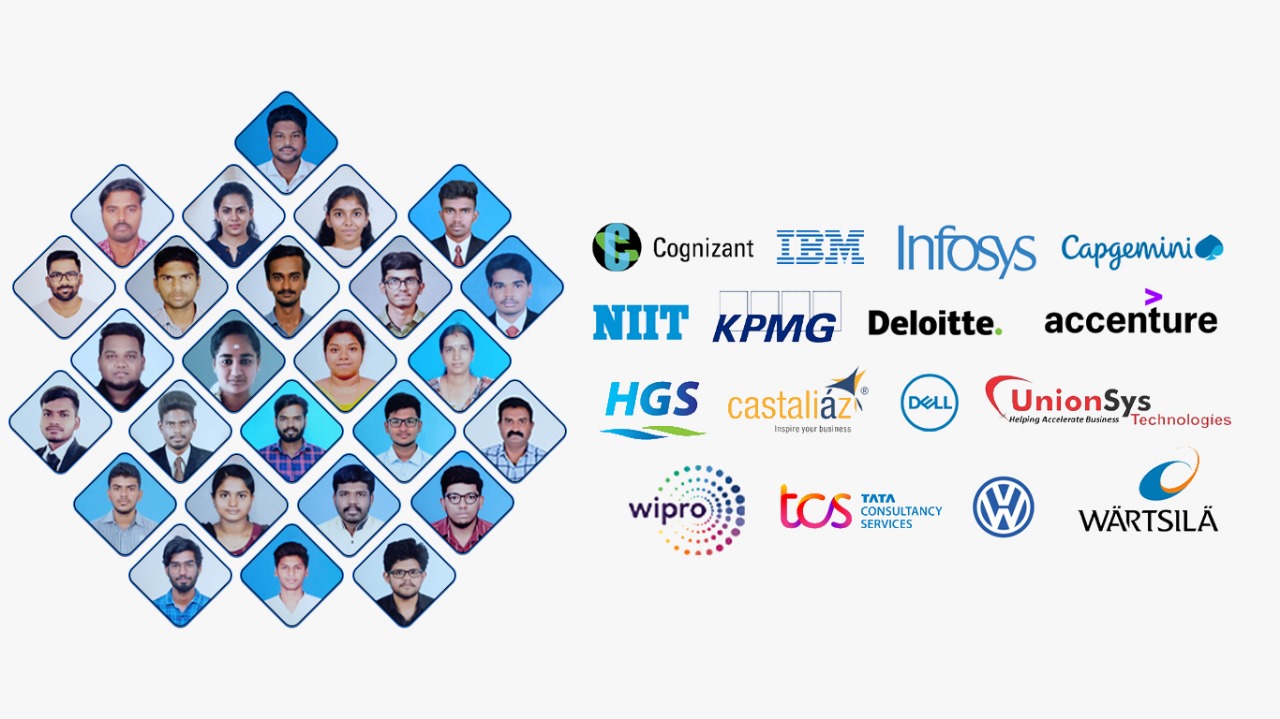 Cognizant
IBM
Infosys
Capgemini
NIIT
KPMG
Deloitte.
accenture
HGS
castaliáz®
Inspire your business
DELL
UnionSys
Helping Accelerate Business
Technologies
wipro
tcs
TATA
CONSULTANCY
SERVICES
WÄRTSILÄ